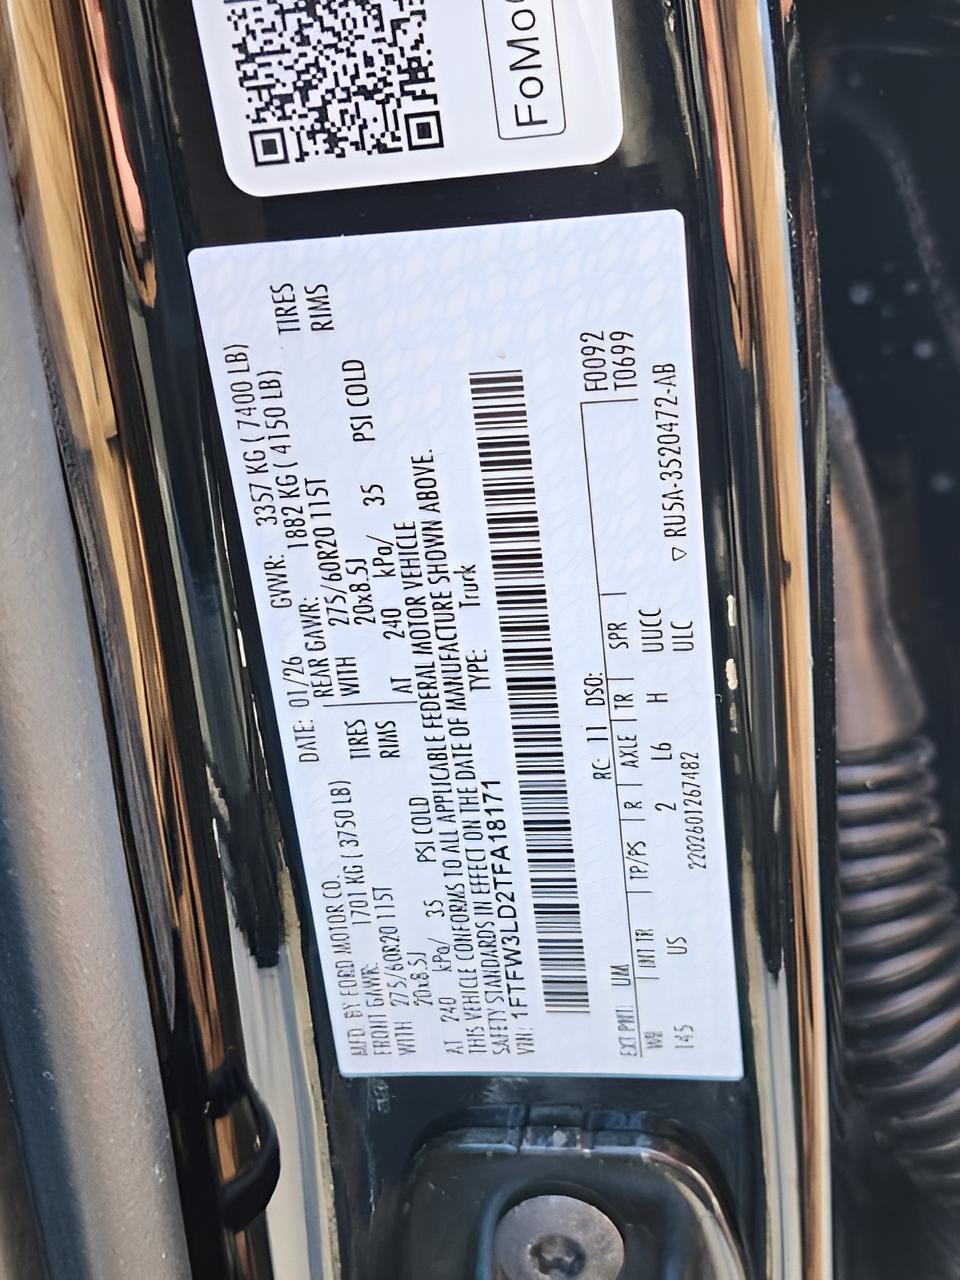 FoMo
MFD. BY FORD MOTOR CO.
DATE: 01/26 GVWR: 3357 KG ( 7400 LB)
FRONT GAWR: 1701 KG ( 3750 LB)
REAR GAWR: 1882 KG ( 4150 LB)
WITH 275/60R20 115T TIRES
20x8.5J RIMS
WITH 275/60R20 115T TIRES
20x8.5J RIMS
AT 240 kPa/ 35 PSI COLD
AT 240 kPa/ 35 PSI COLD
THIS VEHICLE CONFORMS TO ALL APPLICABLE FEDERAL MOTOR VEHICLE
SAFETY STANDARDS IN EFFECT ON THE DATE OF MANUFACTURE SHOWN ABOVE.
VIN: 1FTFW3LD2TFA18171 TYPE: Truck
F0092
T0699
EXT PNT: UM RC: 11 DSO:
INT TR TP/PS R AXLE TR SPR
US 2 L6 H UUCC
145 2202601267482 ULC
▽ RU5A-3520472-AB